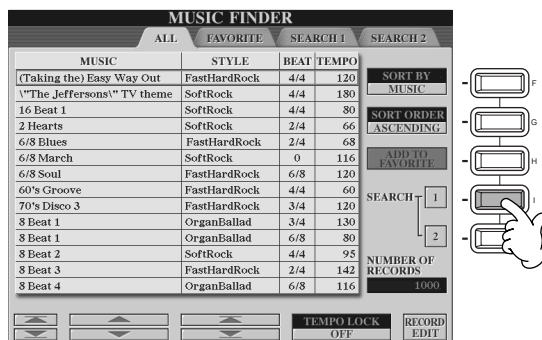 MUSIC FINDER
ALL FAVORITE SEARCH 1 SEARCH 2
MUSIC STYLE BEAT TEMPO
(Taking the) Easy Way Out FastHardRock 4/4 120
\"The Jeffersons\" TV theme SoftRock 4/4 180
16 Beat 1 SoftRock 4/4 80
2 Hearts SoftRock 2/4 66
6/8 Blues FastHardRock 2/4 68
6/8 March SoftRock 0 116
6/8 Soul FastHardRock 6/8 120
60's Groove FastHardRock 4/4 60
70's Disco 3 FastHardRock 3/4 120
8 Beat 1 OrganBallad 3/4 130
8 Beat 1 OrganBallad 6/8 80
8 Beat 2 SoftRock 4/4 95
8 Beat 3 FastHardRock 2/4 142
8 Beat 4 OrganBallad 6/8 116
SORT BY
MUSIC
SORT ORDER
ASCENDING
ADD TO
FAVORITE
SEARCH 1
2
NUMBER OF
RECORDS
1000
TEMPO LOCK
OFF
RECORD
EDIT
F
G
H
I